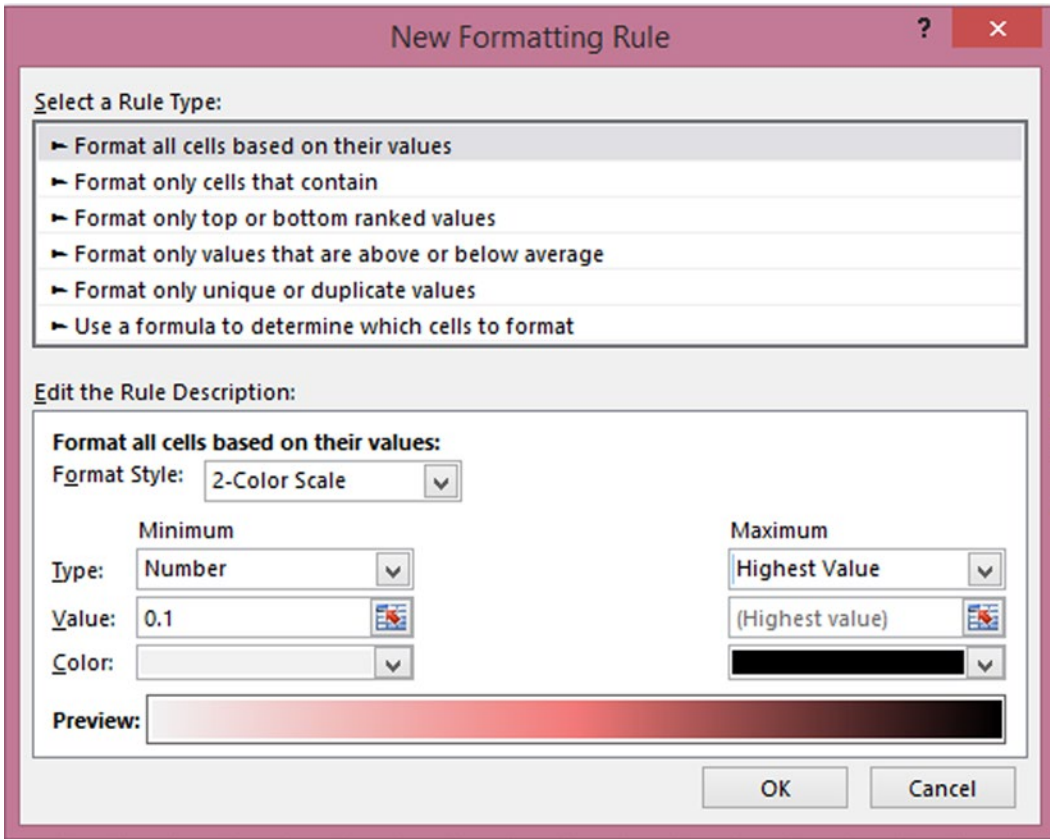 New Formatting Rule
?
Select a Rule Type:
► Format all cells based on their values
► Format only cells that contain
► Format only top or bottom ranked values
► Format only values that are above or below average
► Format only unique or duplicate values
► Use a formula to determine which cells to format
Edit the Rule Description:
Format all cells based on their values:
Format Style: 2-Color Scale
Minimum Maximum
Type: Number Highest Value
Value: 0.1 (Highest value)
Color:
Preview:
OK Cancel